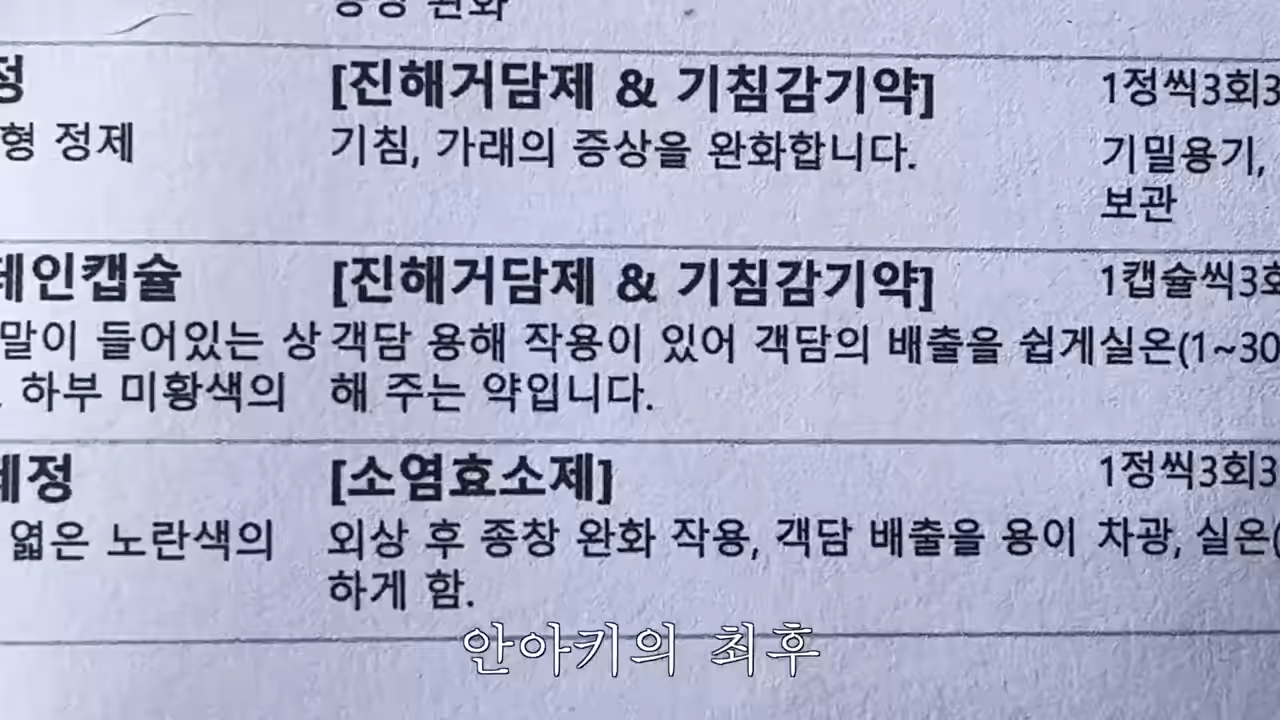 증상 완화
정 [진해거담제 & 기침감기약] 1정씩3회3
형 정제 기침, 가래의 증상을 완화합니다. 기밀용기,
보관
테인캡슐 [진해거담제 & 기침감기약] 1캡슐씩3회
말이 들어있는 상 객담 용해 작용이 있어 객담의 배출을 쉽게 실온(1~30
하부 미황색의 해 주는 약입니다.
제정 [소염효소제] 1정씩3회3
엷은 노란색의 외상 후 종창 완화 작용, 객담 배출을 용이 차광, 실온(
하게 함.
안아키의 최후